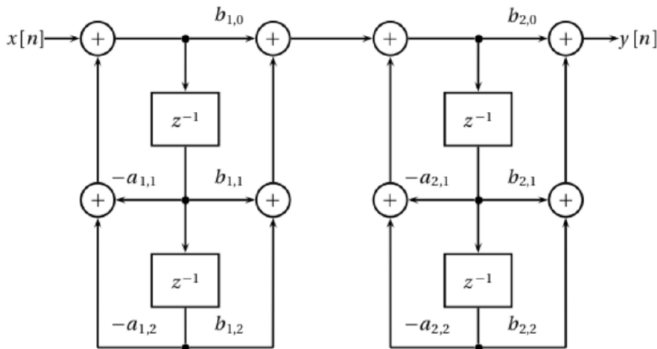 b₁,₀ b₂,₀
x[n] + + + + y[n]
z⁻¹ z⁻¹
−a₁,₁ b₁,₁ −a₂,₁ b₂,₁
+ + + +
z⁻¹ z⁻¹
−a₁,₂ b₁,₂ −a₂,₂ b₂,₂